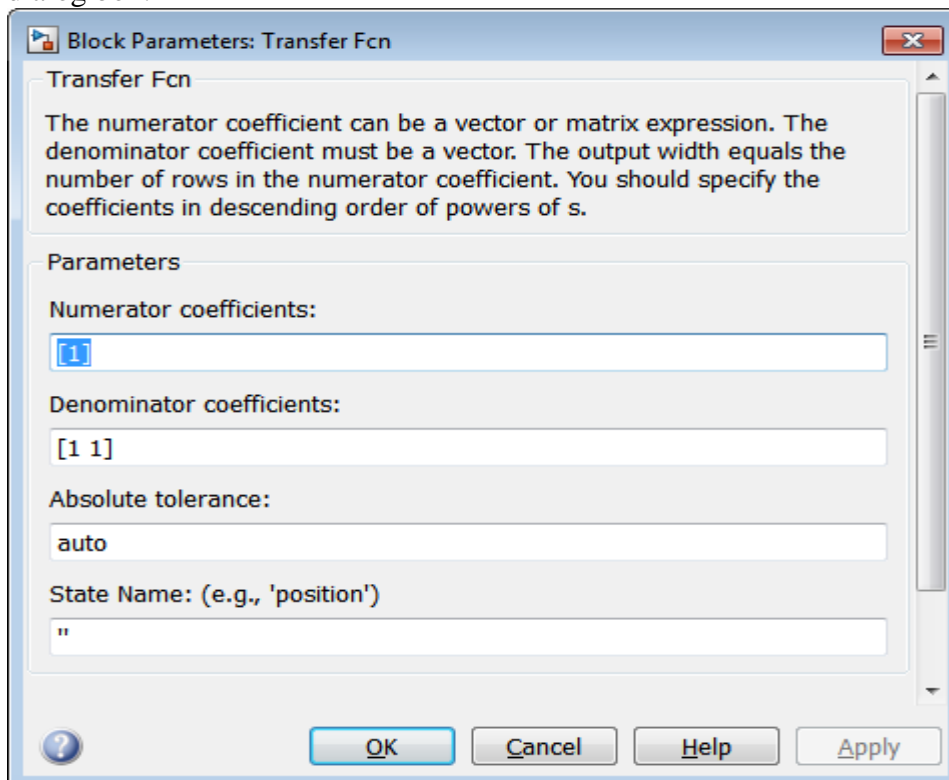 Block Parameters: Transfer Fcn
Transfer Fcn
The numerator coefficient can be a vector or matrix expression. The
denominator coefficient must be a vector. The output width equals the
number of rows in the numerator coefficient. You should specify the
coefficients in descending order of powers of s.
Parameters
Numerator coefficients:
[1]
Denominator coefficients:
[1 1]
Absolute tolerance:
auto
State Name: (e.g., 'position')
''
OK Cancel Help Apply